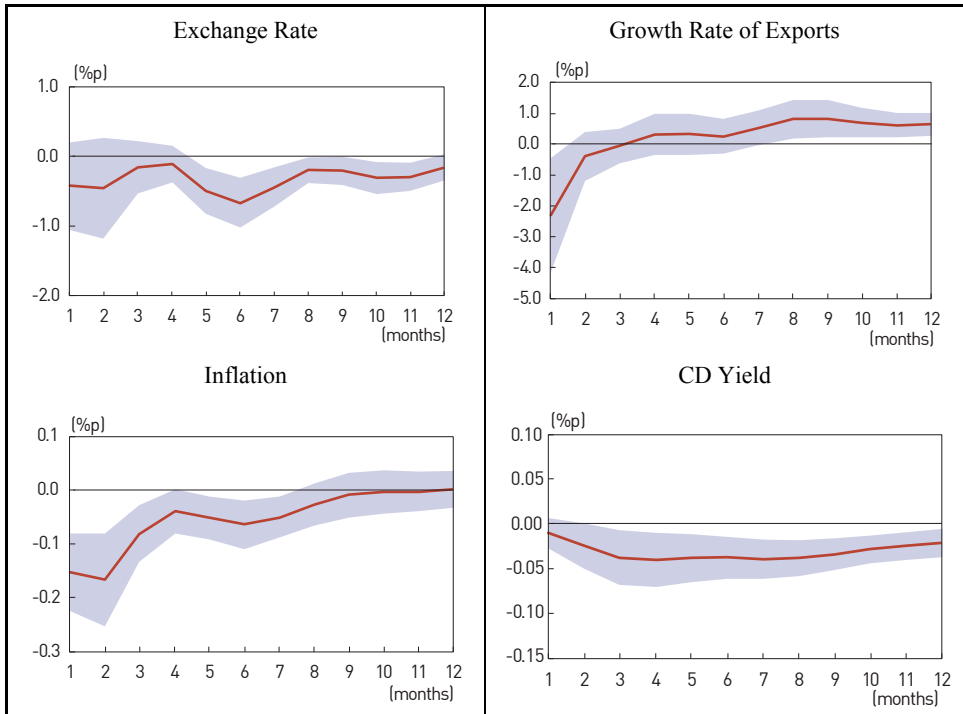 Exchange Rate
(%p)
1.0
0.0
-1.0
-2.0
1 2 3 4 5 6 7 8 9 10 11 12
(months)
Growth Rate of Exports
(%p)
2.0
1.0
0.0
-1.0
-2.0
-3.0
-4.0
-5.0
1 2 3 4 5 6 7 8 9 10 11 12
(months)
Inflation
(%p)
0.1
0.0
-0.1
-0.2
-0.3
1 2 3 4 5 6 7 8 9 10 11 12
(months)
CD Yield
(%p)
0.10
0.05
0.00
-0.05
-0.10
-0.15
1 2 3 4 5 6 7 8 9 10 11 12
(months)